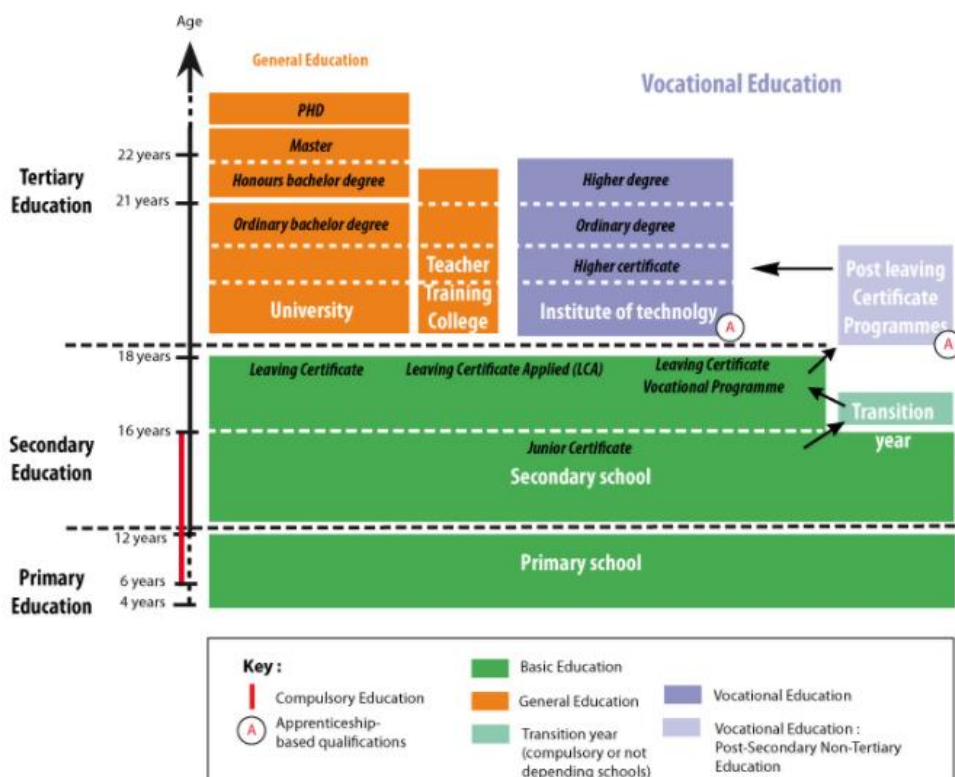 Age
General Education
Vocational Education
PHD
Master
22 years
Tertiary
Education
Honours bachelor degree
Higher degree
21 years
Ordinary bachelor degree
Ordinary degree
Teacher
Training
College
Higher certificate
Post leaving
Certificate
Programmes
A
University
Institute of technolgy
A
18 years
Leaving Certificate
Leaving Certificate Applied (LCA)
Leaving Certificate
Vocational Programme
Transition
year
16 years
Secondary
Education
Junior Certificate
Secondary school
12 years
Primary school
Primary
Education
6 years
4 years
Key :
Compulsory Education
A
Apprenticeship-
based qualifications
Basic Education
General Education
Transition year
(compulsory or not
depending schools)
Vocational Education
Vocational Education :
Post-Secondary Non-Tertiary
Education